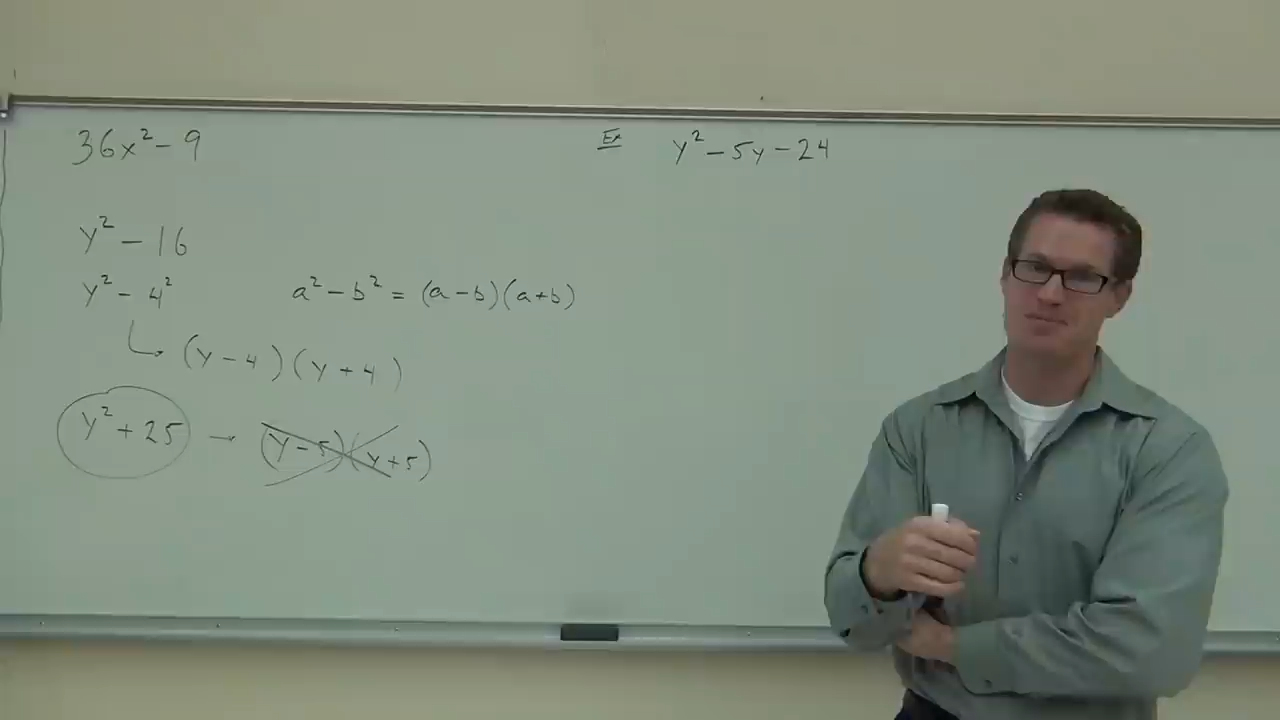 36x² - 9
y² - 16
y² - 4²
a² - b² = (a-b)(a+b)
(y - 4)(y + 4)
y² + 25 → (y-5)(y+5)
Ex y² - 5y - 24